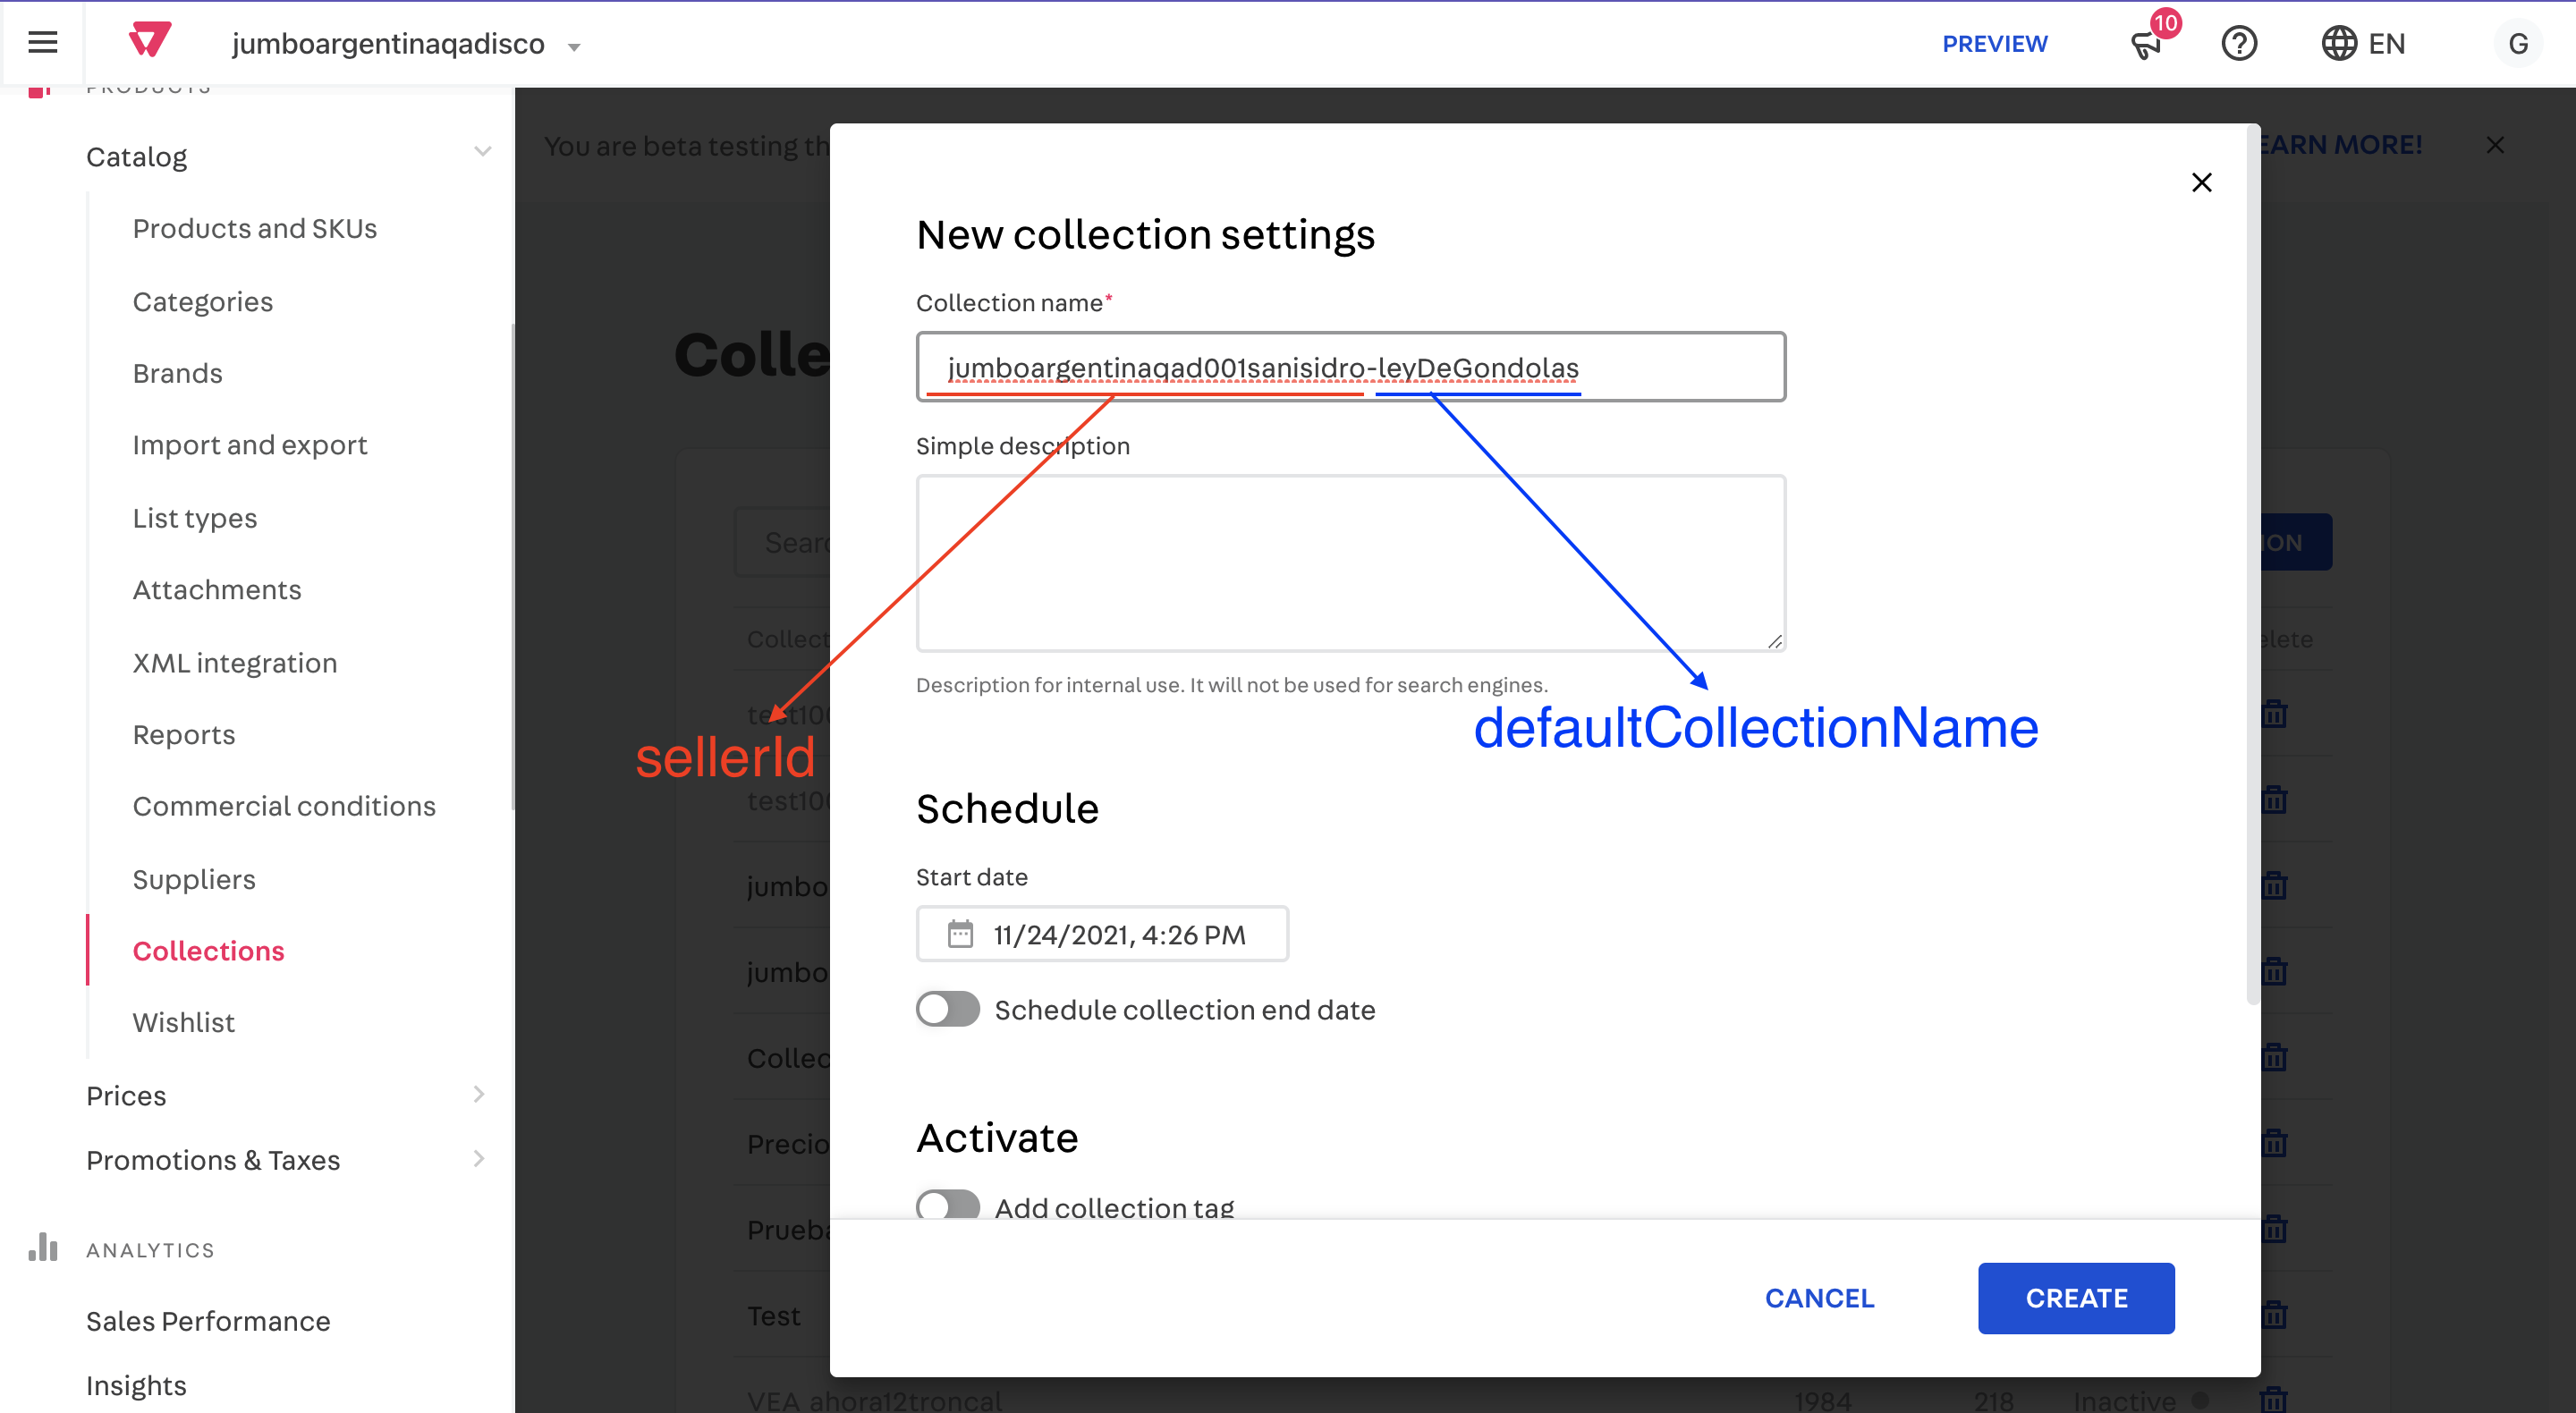 jumboargentinaqadisco
PREVIEW
10
EN
G
PRODUCTS
Catalog
Products and SKUs
Categories
Brands
Import and export
List types
Attachments
XML integration
Reports
Commercial conditions
Suppliers
Collections
Wishlist
Prices
Promotions & Taxes
ANALYTICS
Sales Performance
Insights
You are beta testing th
EARN MORE!
Colle
Searc
ION
Collect
elete
test100
test100
jumbo
jumbo
Collec
Precio
Prueba
Test
VEA ahora12troncal 1984 218 Inactive
New collection settings
Collection name*
jumboargentinaqad001sanisidro-leyDeGondolas
Simple description
Description for internal use. It will not be used for search engines.
sellerId
defaultCollectionName
Schedule
Start date
11/24/2021, 4:26 PM
Schedule collection end date
Activate
Add collection tag
CANCEL
CREATE